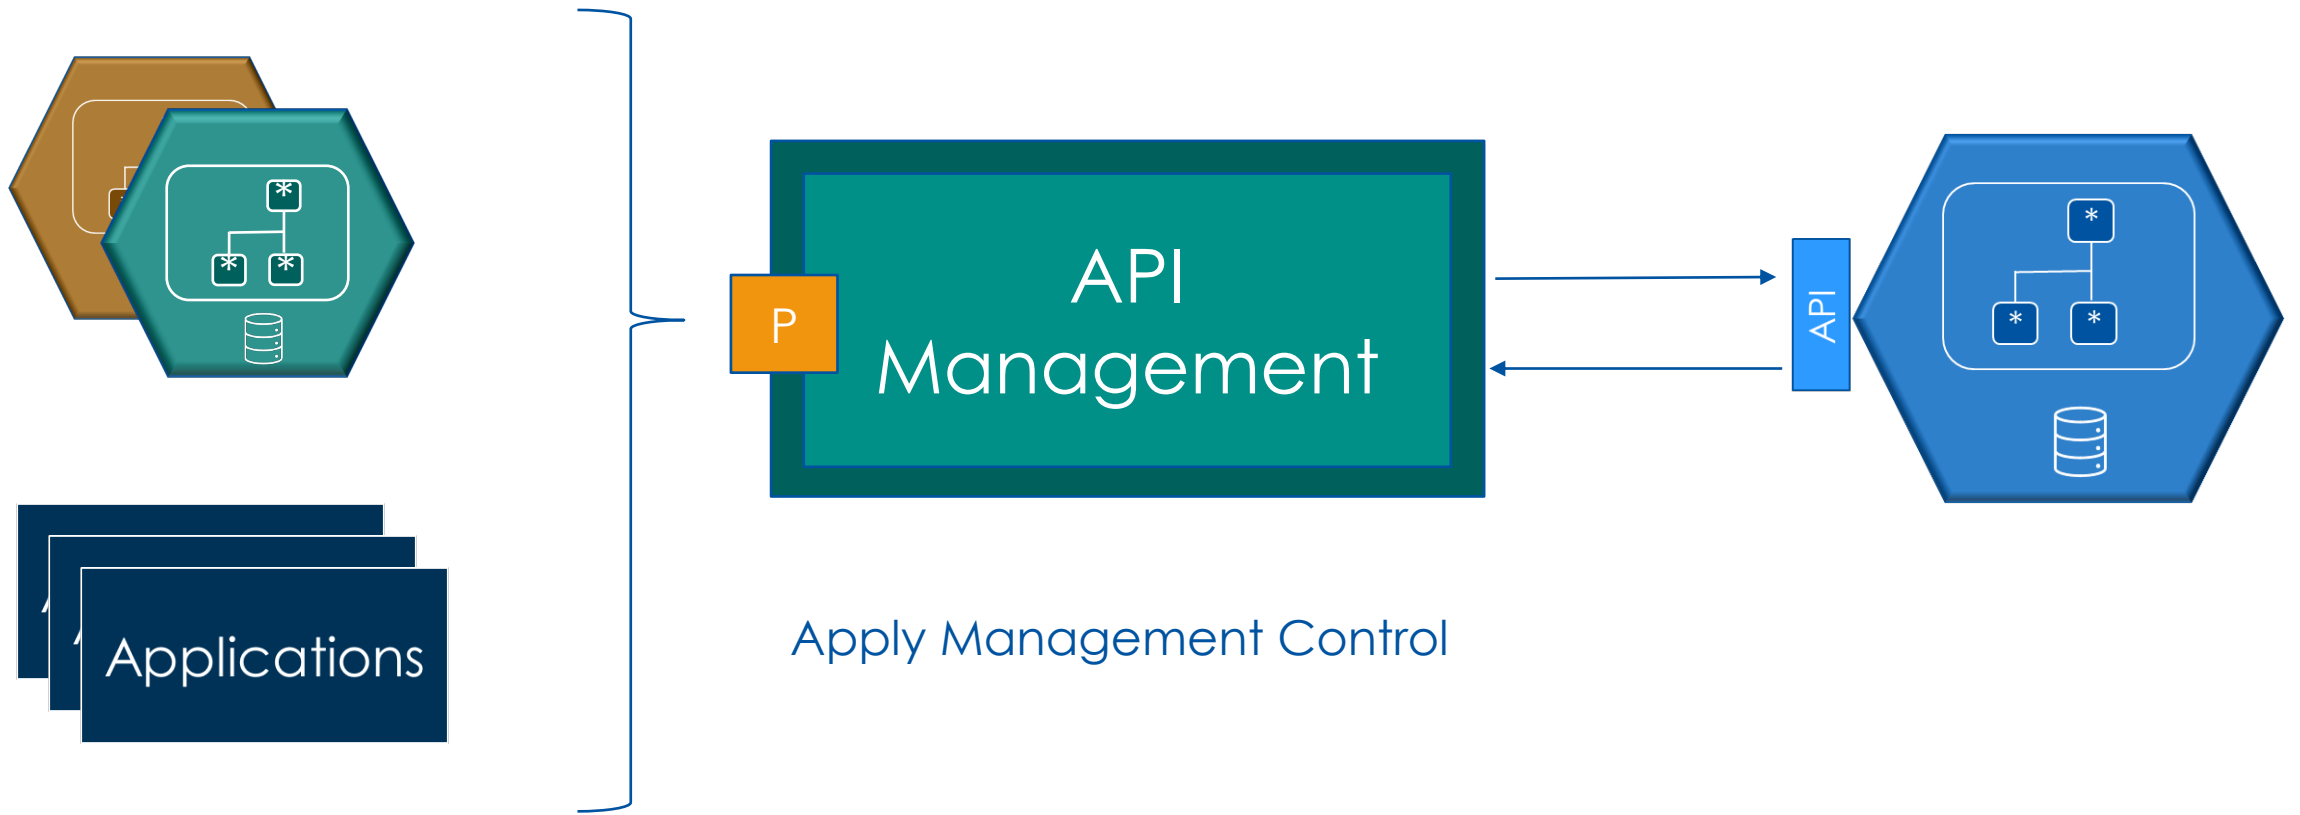 *
* *
Applications
P
API
Management
Apply Management Control
API
*
* *